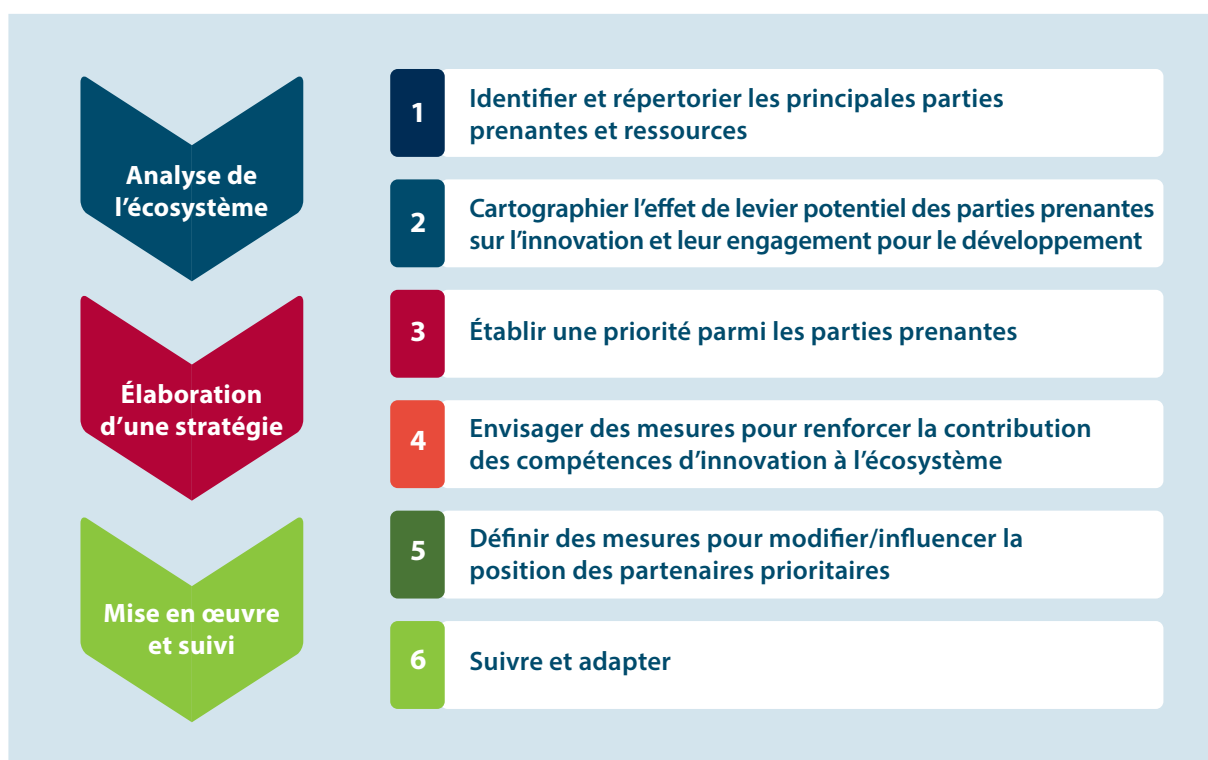 Analyse de
l’écosystème
1
Identifier et répertorier les principales parties
prenantes et ressources
2
Cartographier l’effet de levier potentiel des parties prenantes
sur l’innovation et leur engagement pour le développement
Élaboration
d’une stratégie
3
Établir une priorité parmi les parties prenantes
4
Envisager des mesures pour renforcer la contribution
des compétences d’innovation à l’écosystème
Mise en œuvre
et suivi
5
Définir des mesures pour modifier/influencer la
position des partenaires prioritaires
6
Suivre et adapter